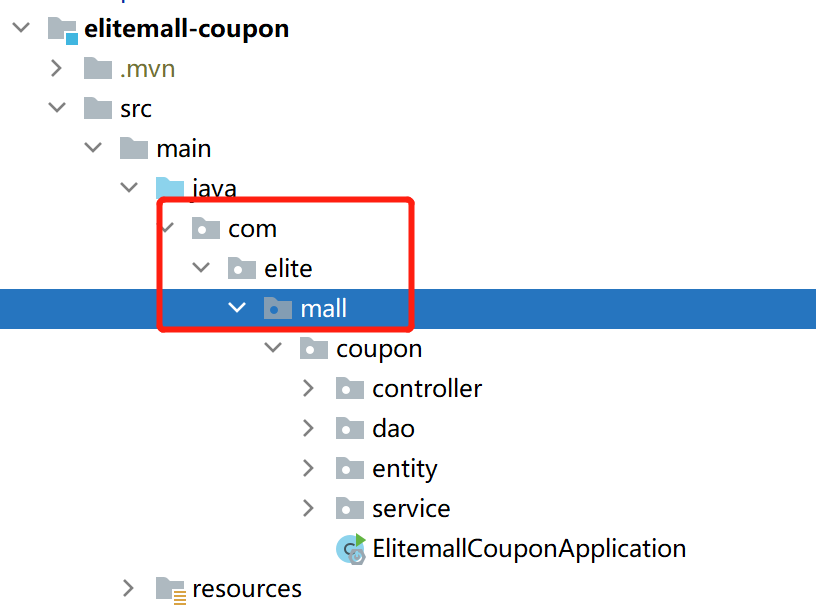 elitemall-coupon
.mvn
src
main
java
com
elite
mall
coupon
controller
dao
entity
service
ElitemallCouponApplication
resources